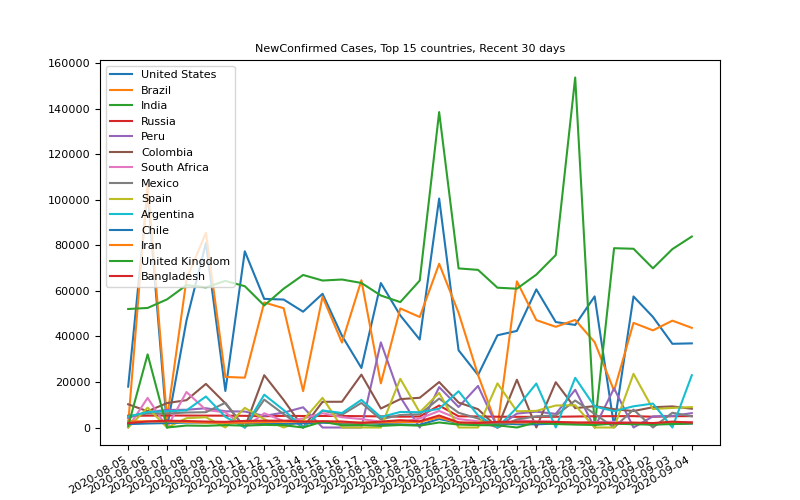 NewConfirmed Cases, Top 15 countries, Recent 30 days
160000
140000
120000
100000
80000
60000
40000
20000
0
United States
Brazil
India
Russia
Peru
Colombia
South Africa
Mexico
Spain
Argentina
Chile
Iran
United Kingdom
Bangladesh
2020-08-05
2020-08-06
2020-08-07
2020-08-08
2020-08-09
2020-08-10
2020-08-11
2020-08-12
2020-08-13
2020-08-14
2020-08-15
2020-08-16
2020-08-17
2020-08-18
2020-08-19
2020-08-20
2020-08-22
2020-08-23
2020-08-24
2020-08-25
2020-08-26
2020-08-27
2020-08-28
2020-08-29
2020-08-30
2020-08-31
2020-09-01
2020-09-02
2020-09-03
2020-09-04